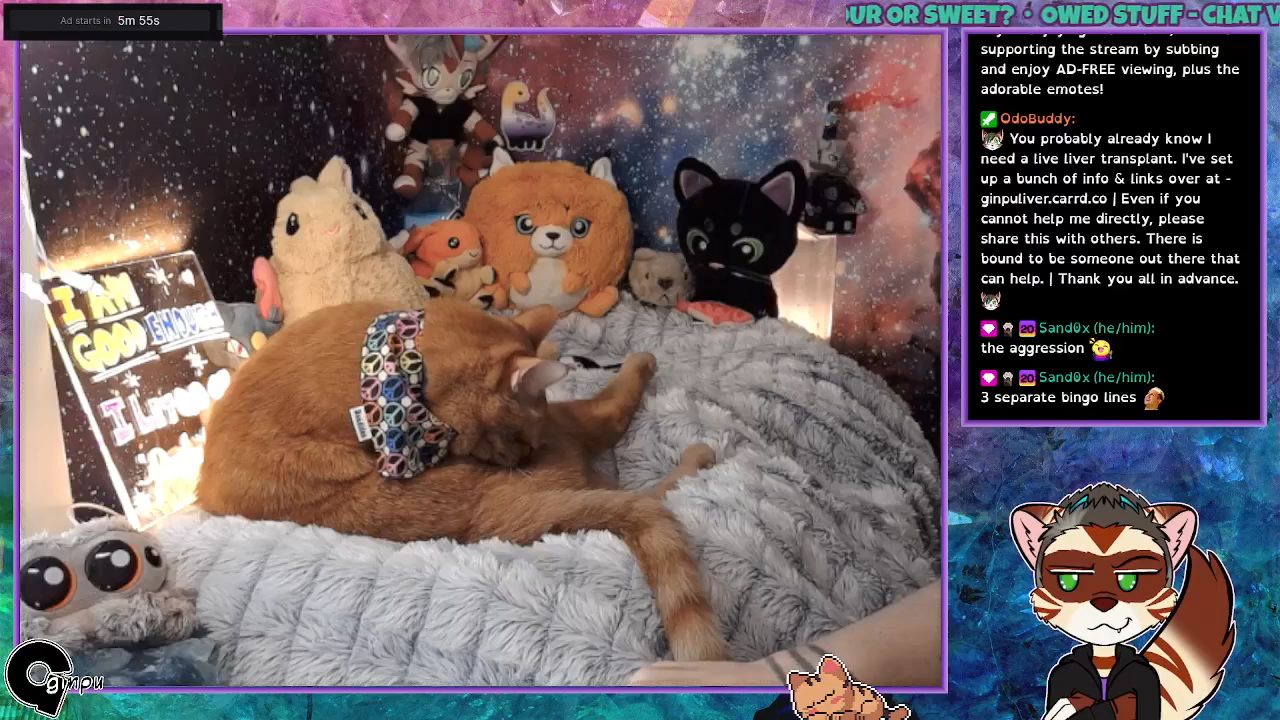 Ad starts in 5m 55s
OUR OR SWEET? • OWED STUFF - CHAT
supporting the stream by subbing
and enjoy AD-FREE viewing, plus the
adorable emotes!
OdoBuddy:
You probably already know I
need a live liver transplant. I've set
up a bunch of info & links over at -
ginpuliver.carrd.co | Even if you
cannot help me directly, please
share this with others. There is
bound to be someone out there that
can help. | Thank you all in advance.
20 Sand0x (he/him):
the aggression
20 Sand0x (he/him):
3 separate bingo lines
I AM
GOOD ENOUGH
ginpu